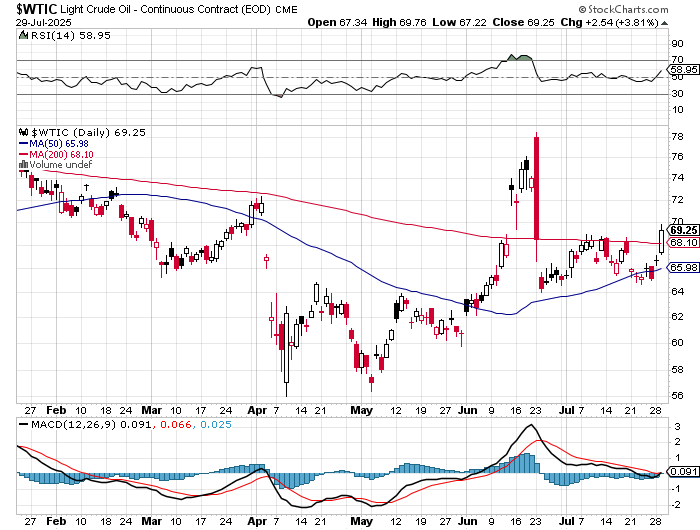 $WTIC Light Crude Oil - Continuous Contract (EOD) CME
© StockCharts.com
29-Jul-2025
Open 67.34 High 69.76 Low 67.22 Close 69.25 Chg +2.54 (+3.81%)
RSI(14) 58.95
90
70
58.95
50
30
10
$WTIC (Daily) 69.25
MA(50) 65.98
MA(200) 68.10
Volume undef
78
76
74
72
70
69.25
68.10
65.98
64
62
60
58
56
27 Feb 10 18 24 Mar 10 17 24 Apr 7 14 21 May 12 19 27 Jun 9 16 23 Jul 7 14 21 28
MACD(12,26,9) 0.091, 0.066, 0.025
3
2
1
0.091
-1
-2
27 Feb 10 18 24 Mar 10 17 24 Apr 7 14 21 May 12 19 27 Jun 9 16 23 Jul 7 14 21 28